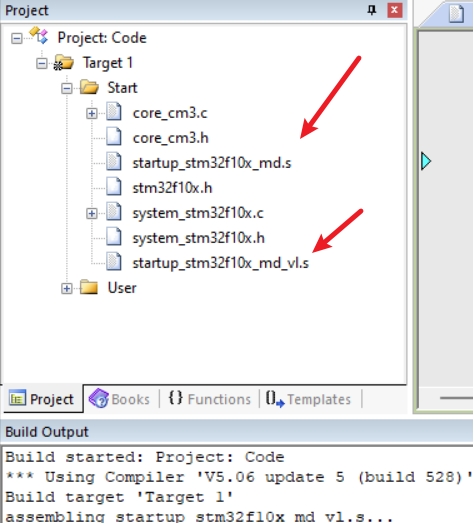 Project
Project: Code
Target 1
Start
core_cm3.c
core_cm3.h
startup_stm32f10x_md.s
stm32f10x.h
system_stm32f10x.c
system_stm32f10x.h
startup_stm32f10x_md_vl.s
User
Project Books {} Functions Templates
Build Output
Build started: Project: Code
*** Using Compiler 'V5.06 update 5 (build 528)'
Build target 'Target 1'
assembling startup_stm32f10x_md_vl.s...